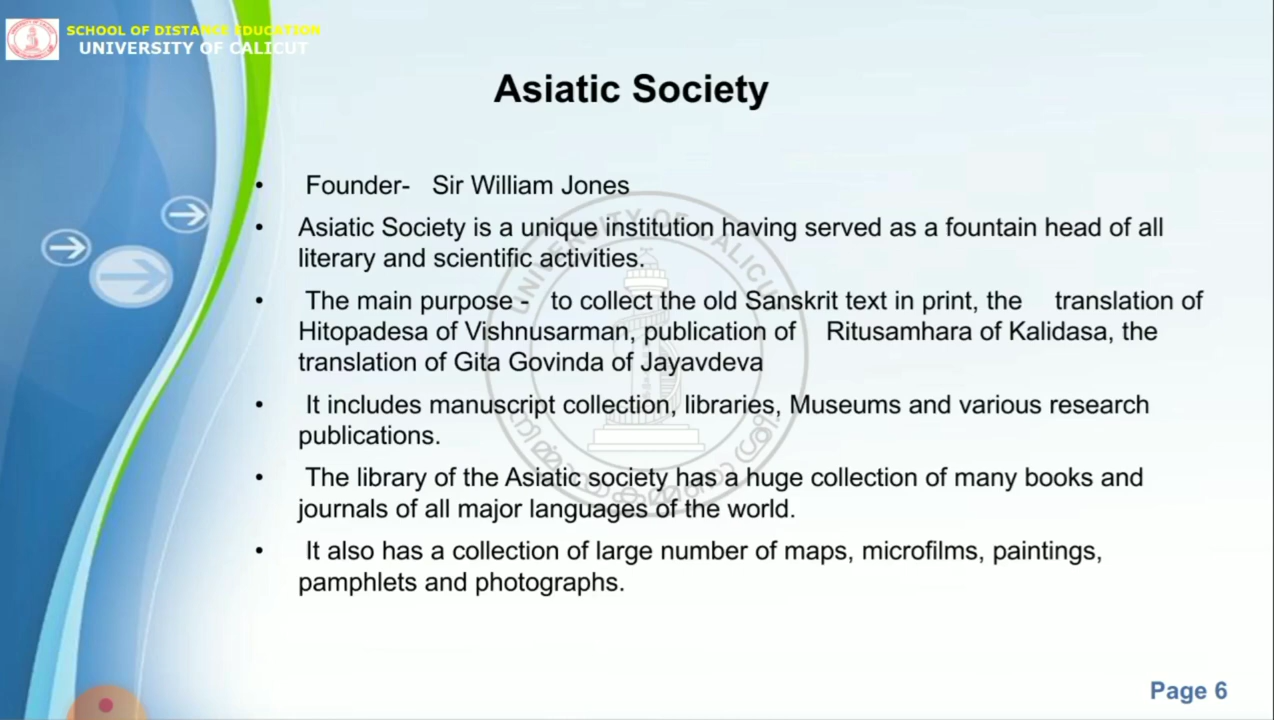 SCHOOL OF DISTANCE EDUCATION
UNIVERSITY OF CALICUT
Asiatic Society
• Founder- Sir William Jones
• Asiatic Society is a unique institution having served as a fountain head of all
literary and scientific activities.
• The main purpose - to collect the old Sanskrit text in print, the translation of
Hitopadesa of Vishnusarman, publication of Ritusamhara of Kalidasa, the
translation of Gita Govinda of Jayavdeva
• It includes manuscript collection, libraries, Museums and various research
publications.
• The library of the Asiatic society has a huge collection of many books and
journals of all major languages of the world.
• It also has a collection of large number of maps, microfilms, paintings,
pamphlets and photographs.
UNIVERSITY OF CALICUT
Page 6